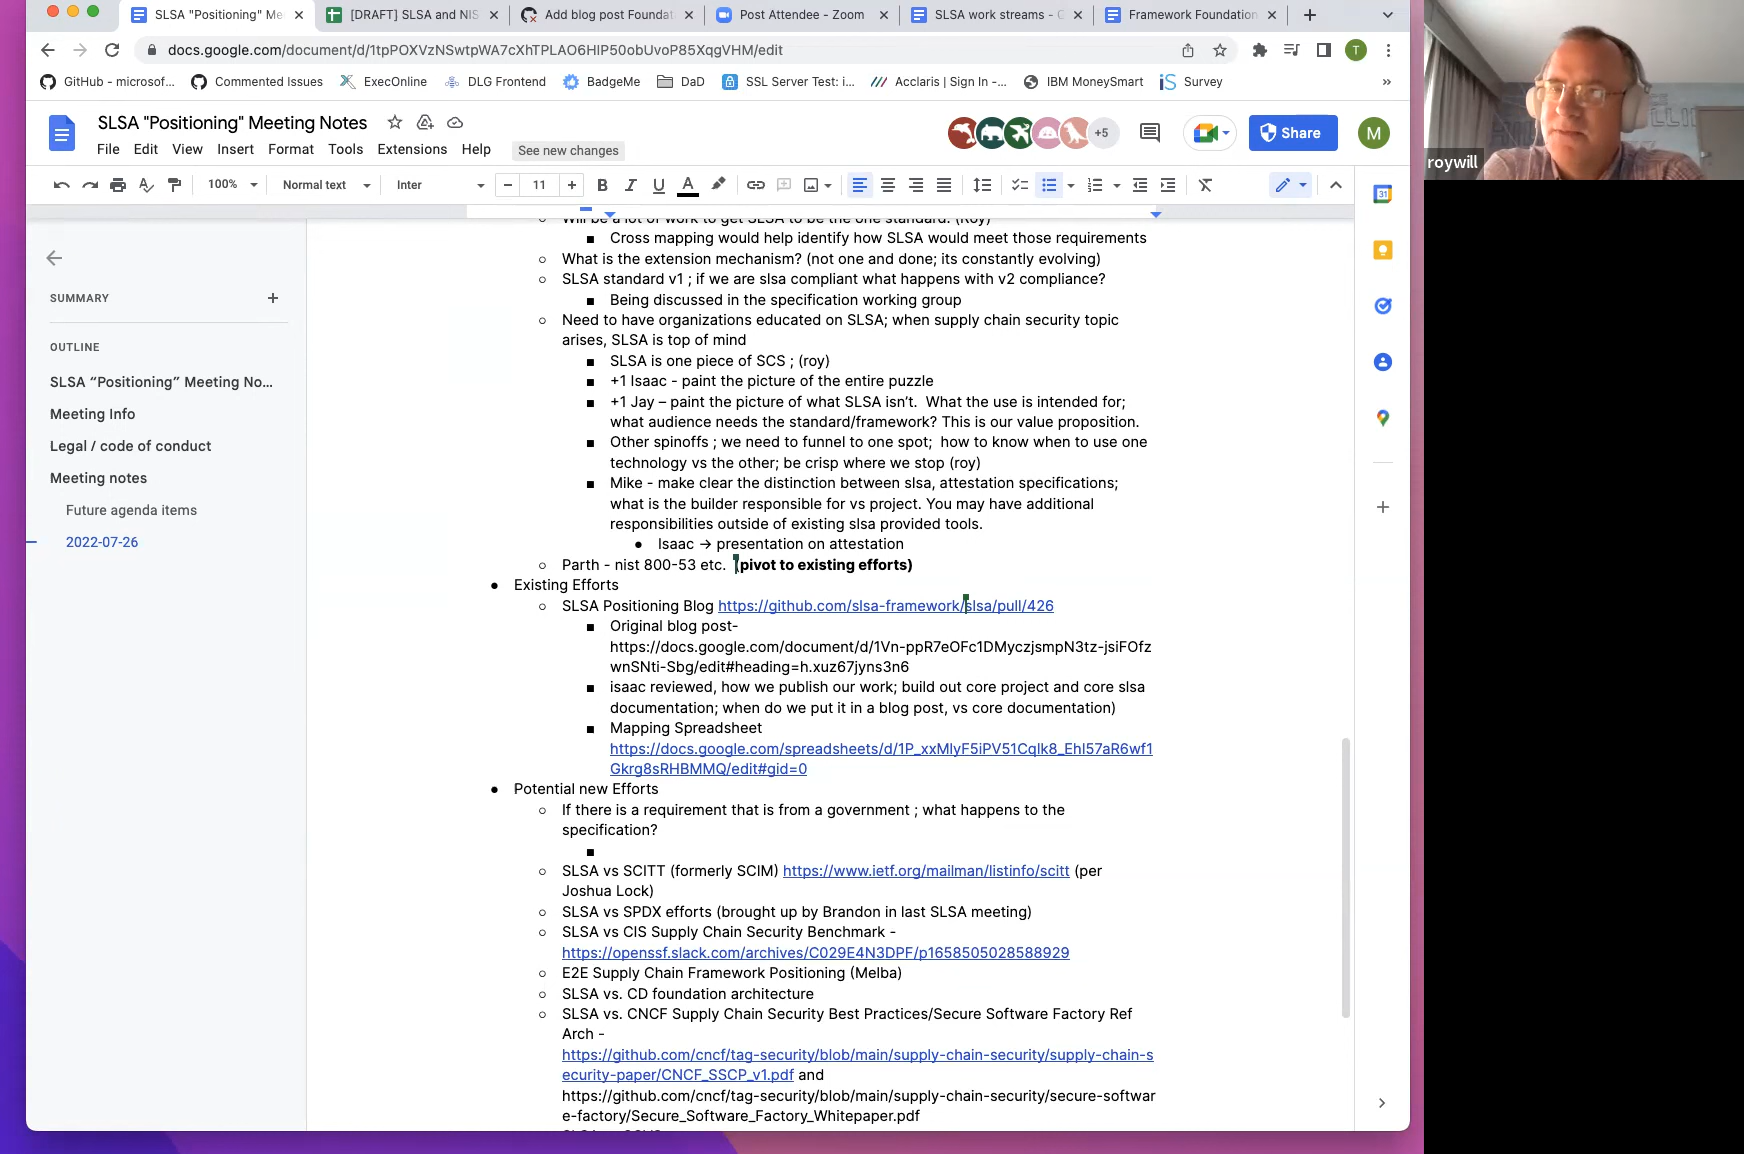 SLSA "Positioning" Me
[DRAFT] SLSA and NIS
Add blog post Founda
Post Attendee - Zoom
SLSA work streams - G
Framework Foundation
docs.google.com/document/d/1tpPOXVzNSwtpWA7cXhTPLAO6HIP50obUvoP85XqgVHM/edit
T
GitHub - microsof...
Commented Issues
ExecOnline
DLG Frontend
BadgeMe
DaD
SSL Server Test: i...
Acclaris | Sign In -...
IBM MoneySmart
Survey
»
SLSA "Positioning" Meeting Notes
File Edit View Insert Format Tools Extensions Help
See new changes
+5
Share
M
100%
Normal text
Inter
11
roywill
SUMMARY
OUTLINE
SLSA “Positioning” Meeting No...
Meeting Info
Legal / code of conduct
Meeting notes
Future agenda items
2022-07-26
Will be a lot of work to get SLSA to be the one standard. (Roy)
Cross mapping would help identify how SLSA would meet those requirements
What is the extension mechanism? (not one and done; its constantly evolving)
SLSA standard v1 ; if we are slsa compliant what happens with v2 compliance?
Being discussed in the specification working group
Need to have organizations educated on SLSA; when supply chain security topic
arises, SLSA is top of mind
SLSA is one piece of SCS ; (roy)
+1 Isaac - paint the picture of the entire puzzle
+1 Jay – paint the picture of what SLSA isn’t.  What the use is intended for;
what audience needs the standard/framework? This is our value proposition.
Other spinoffs ; we need to funnel to one spot;  how to know when to use one
technology vs the other; be crisp where we stop (roy)
Mike - make clear the distinction between slsa, attestation specifications;
what is the builder responsible for vs project. You may have additional
responsibilities outside of existing slsa provided tools.
Isaac → presentation on attestation
Parth - nist 800-53 etc.  (pivot to existing efforts)
Existing Efforts
SLSA Positioning Blog https://github.com/slsa-framework/slsa/pull/426
Original blog post-
https://docs.google.com/document/d/1Vn-ppR7eOFc1DMyczjsmpN3tz-jsiFOfz
wnSNti-Sbg/edit#heading=h.xuz67jyns3n6
isaac reviewed, how we publish our work; build out core project and core slsa
documentation; when do we put it in a blog post, vs core documentation)
Mapping Spreadsheet
https://docs.google.com/spreadsheets/d/1P_xxMlyF5iPV51Cqlk8_Ehl57aR6wf1
Gkrg8sRHBMMQ/edit#gid=0
Potential new Efforts
If there is a requirement that is from a government ; what happens to the
specification?
SLSA vs SCITT (formerly SCIM) https://www.ietf.org/mailman/listinfo/scitt (per
Joshua Lock)
SLSA vs SPDX efforts (brought up by Brandon in last SLSA meeting)
SLSA vs CIS Supply Chain Security Benchmark -
https://openssf.slack.com/archives/C029E4N3DPF/p1658505028588929
E2E Supply Chain Framework Positioning (Melba)
SLSA vs. CD foundation architecture
SLSA vs. CNCF Supply Chain Security Best Practices/Secure Software Factory Ref
Arch -
https://github.com/cncf/tag-security/blob/main/supply-chain-security/supply-chain-s
ecurity-paper/CNCF_SSCP_v1.pdf and
https://github.com/cncf/tag-security/blob/main/supply-chain-security/secure-softwar
e-factory/Secure_Software_Factory_Whitepaper.pdf